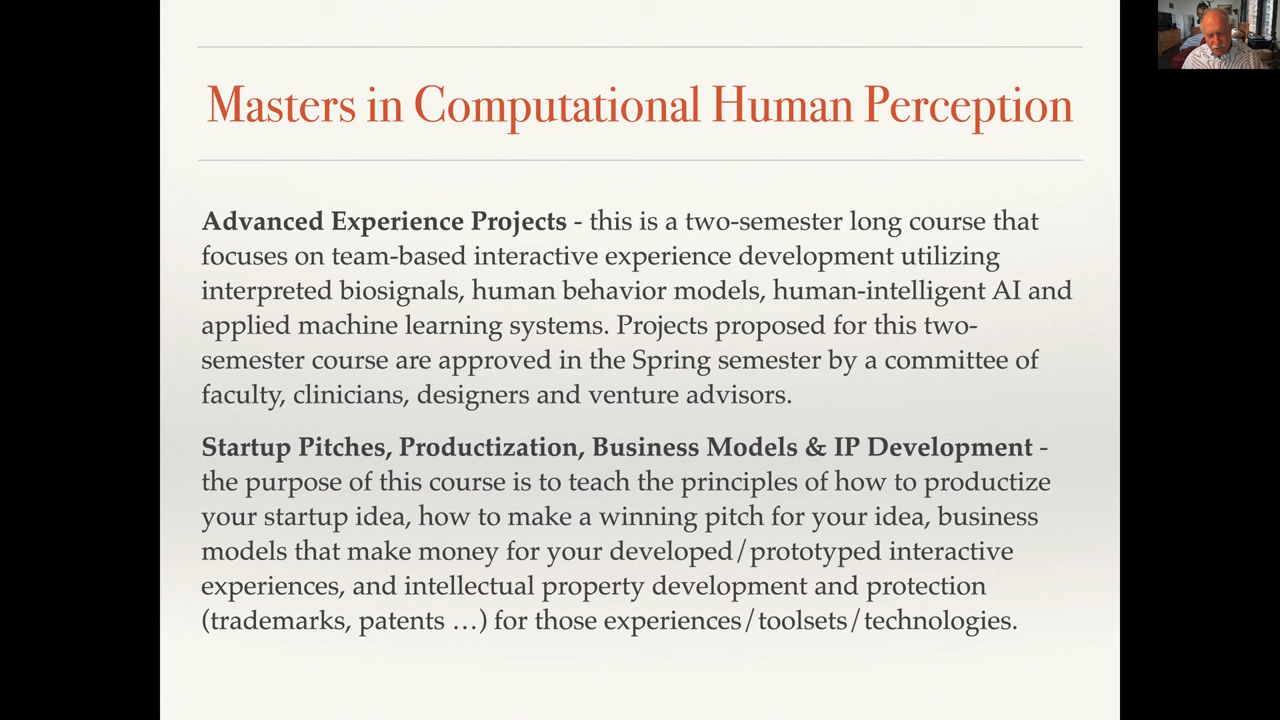 Masters in Computational Human Perception
Advanced Experience Projects - this is a two-semester long course that
focuses on team-based interactive experience development utilizing
interpreted biosignals, human behavior models, human-intelligent AI and
applied machine learning systems. Projects proposed for this two-
semester course are approved in the Spring semester by a committee of
faculty, clinicians, designers and venture advisors.
Startup Pitches, Productization, Business Models & IP Development -
the purpose of this course is to teach the principles of how to productize
your startup idea, how to make a winning pitch for your idea, business
models that make money for your developed/prototyped interactive
experiences, and intellectual property development and protection
(trademarks, patents …) for those experiences/toolsets/technologies.